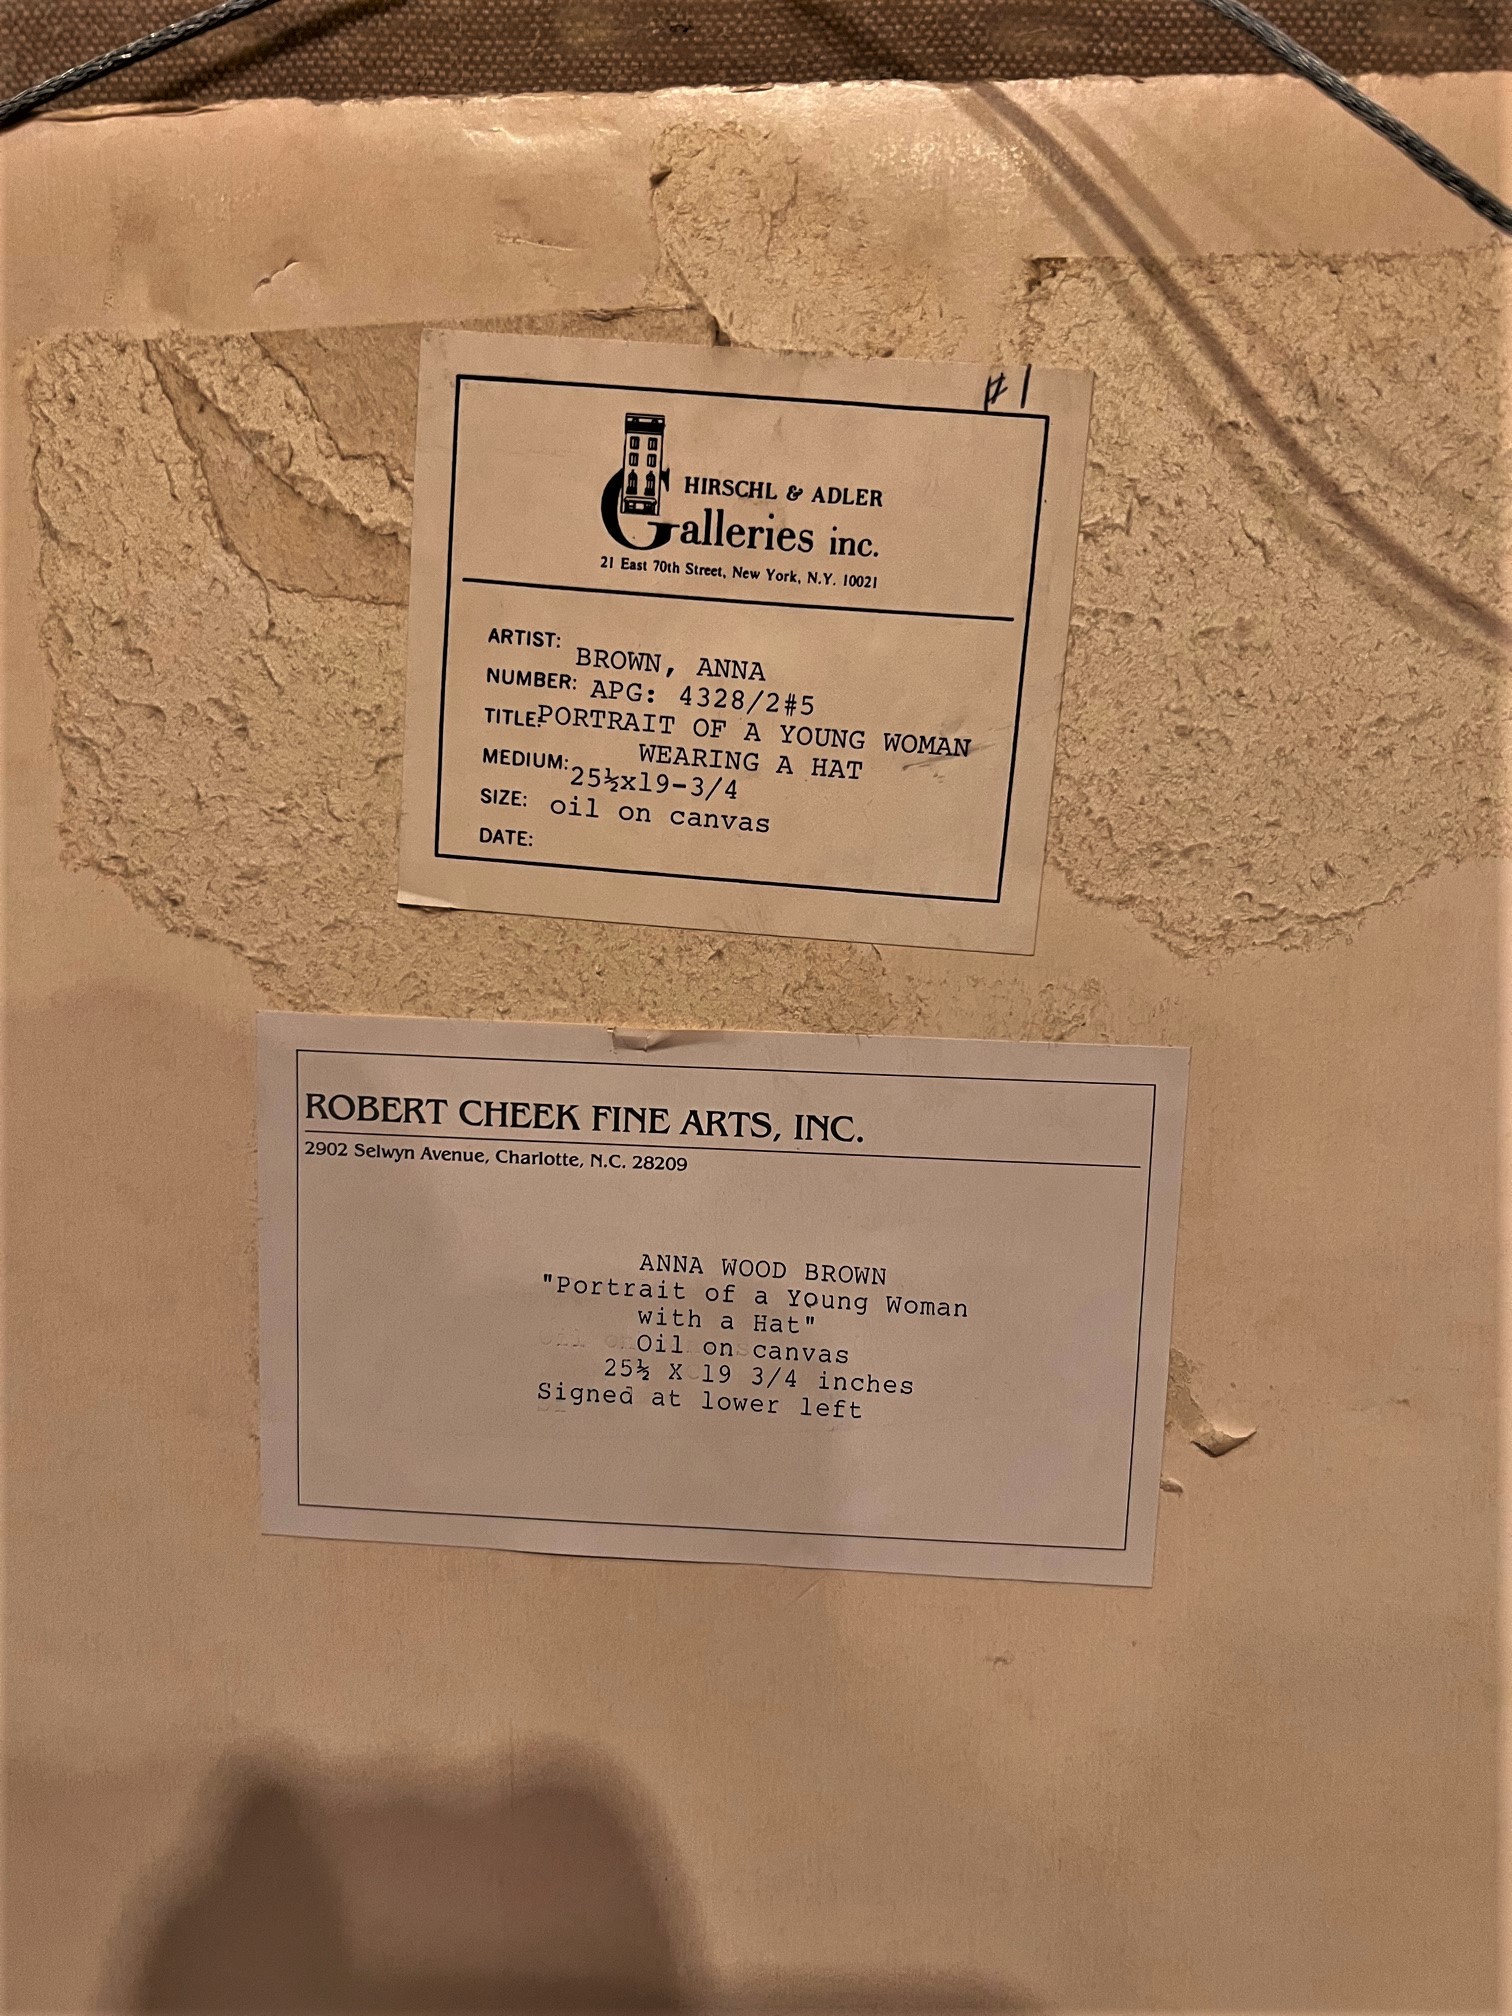 #1
HIRSCHL & ADLER
Galleries inc.
21 East 70th Street, New York, N.Y. 10021
ARTIST: BROWN, ANNA
NUMBER: APG: 4328/2#5
TITLE: PORTRAIT OF A YOUNG WOMAN
WEARING A HAT
MEDIUM: 25½x19-3/4
SIZE: oil on canvas
DATE:
ROBERT CHEEK FINE ARTS, INC.
2902 Selwyn Avenue, Charlotte, N.C. 28209
ANNA WOOD BROWN
"Portrait of a Young Woman
with a Hat"
Oil on canvas
25½ X 19 3/4 inches
Signed at lower left